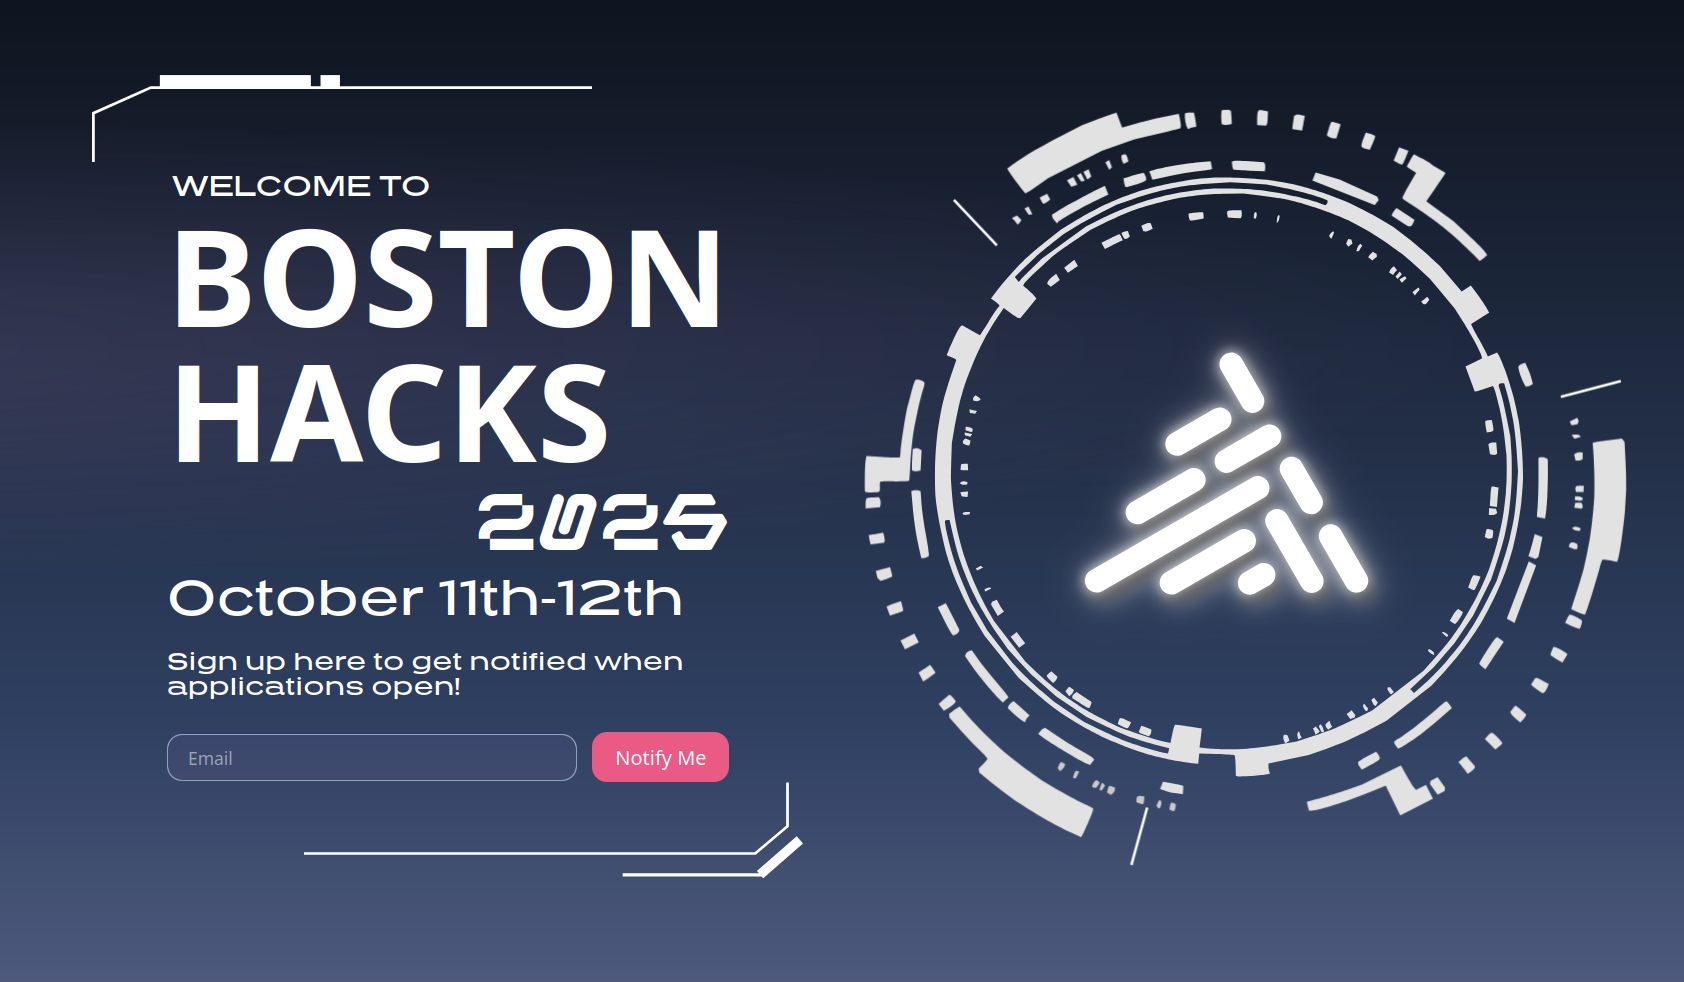 WELCOME TO
BOSTON
HACKS
2025
October 11th-12th
Sign up here to get notified when
applications open!
Email
Notify Me